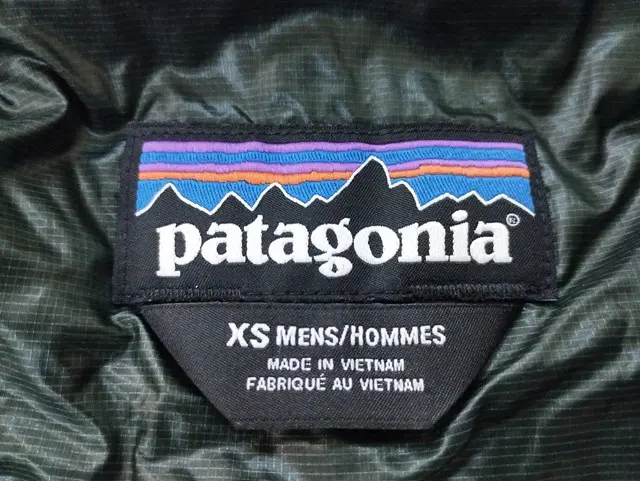 patagonia®
XS MENS/HOMMES
MADE IN VIETNAM
FABRIQUÉ AU VIETNAM